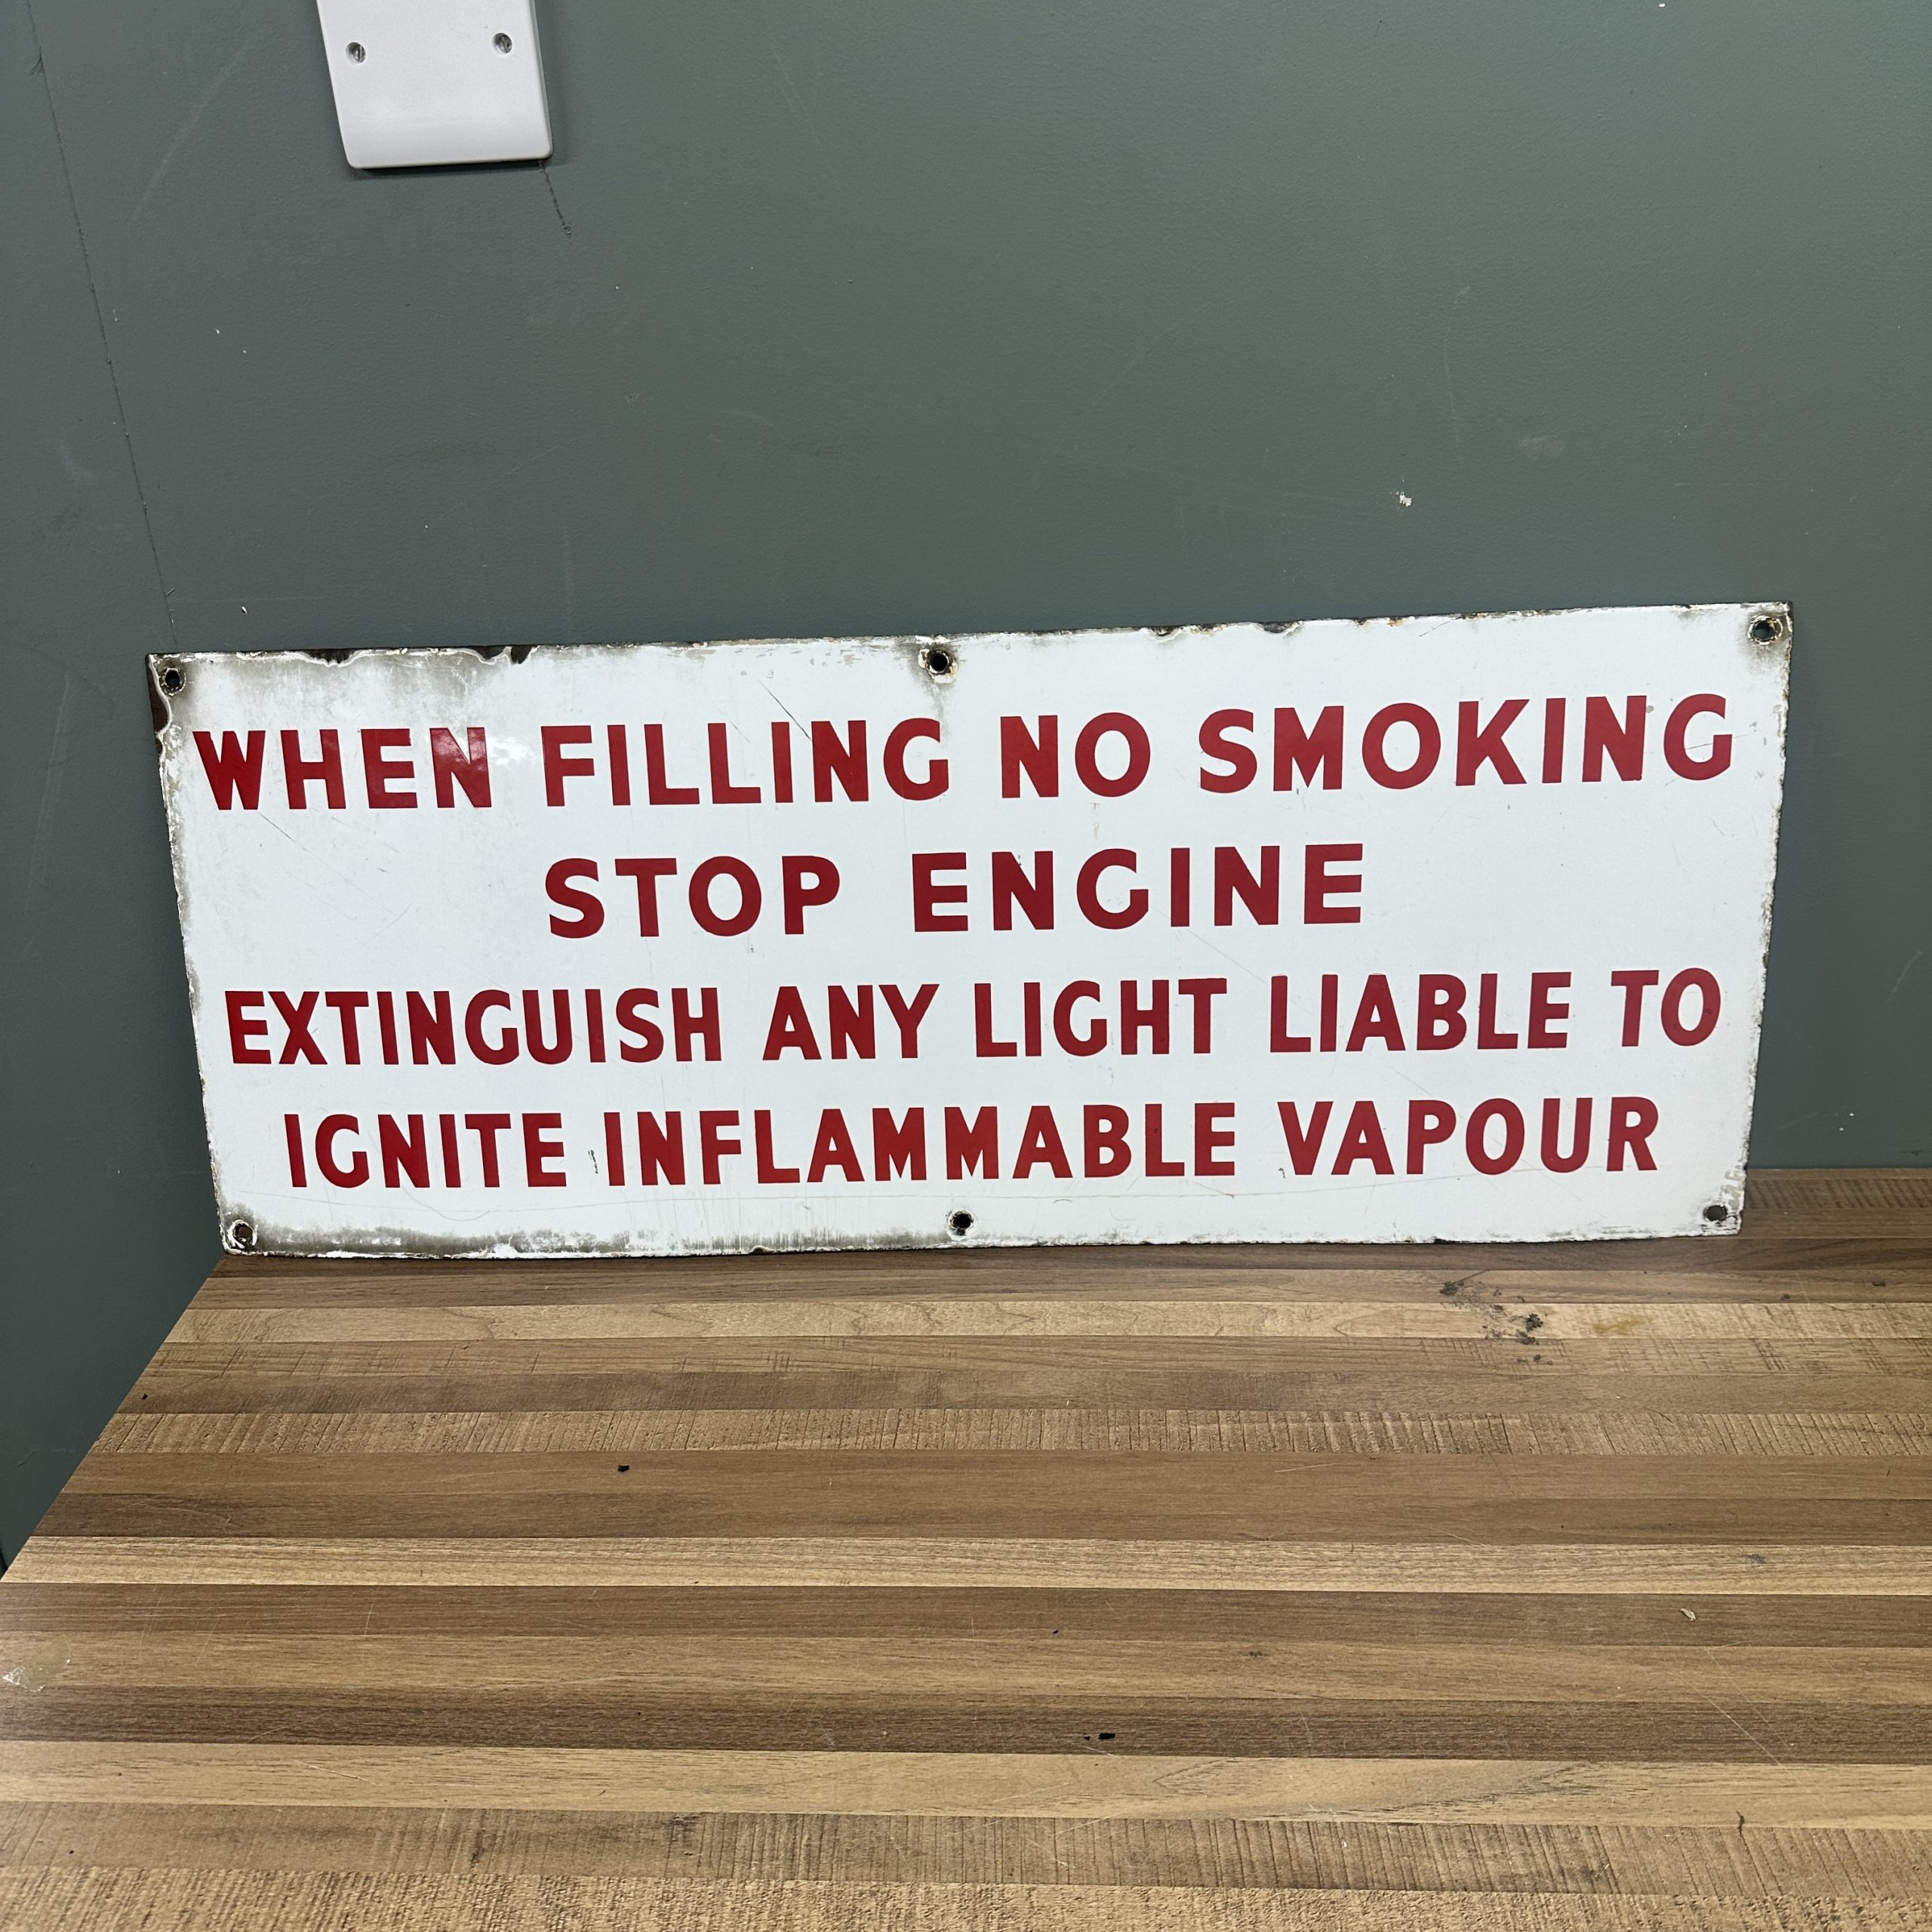 WHEN FILLING NO SMOKING
STOP ENGINE
EXTINGUISH ANY LIGHT LIABLE TO
IGNITE INFLAMMABLE VAPOUR